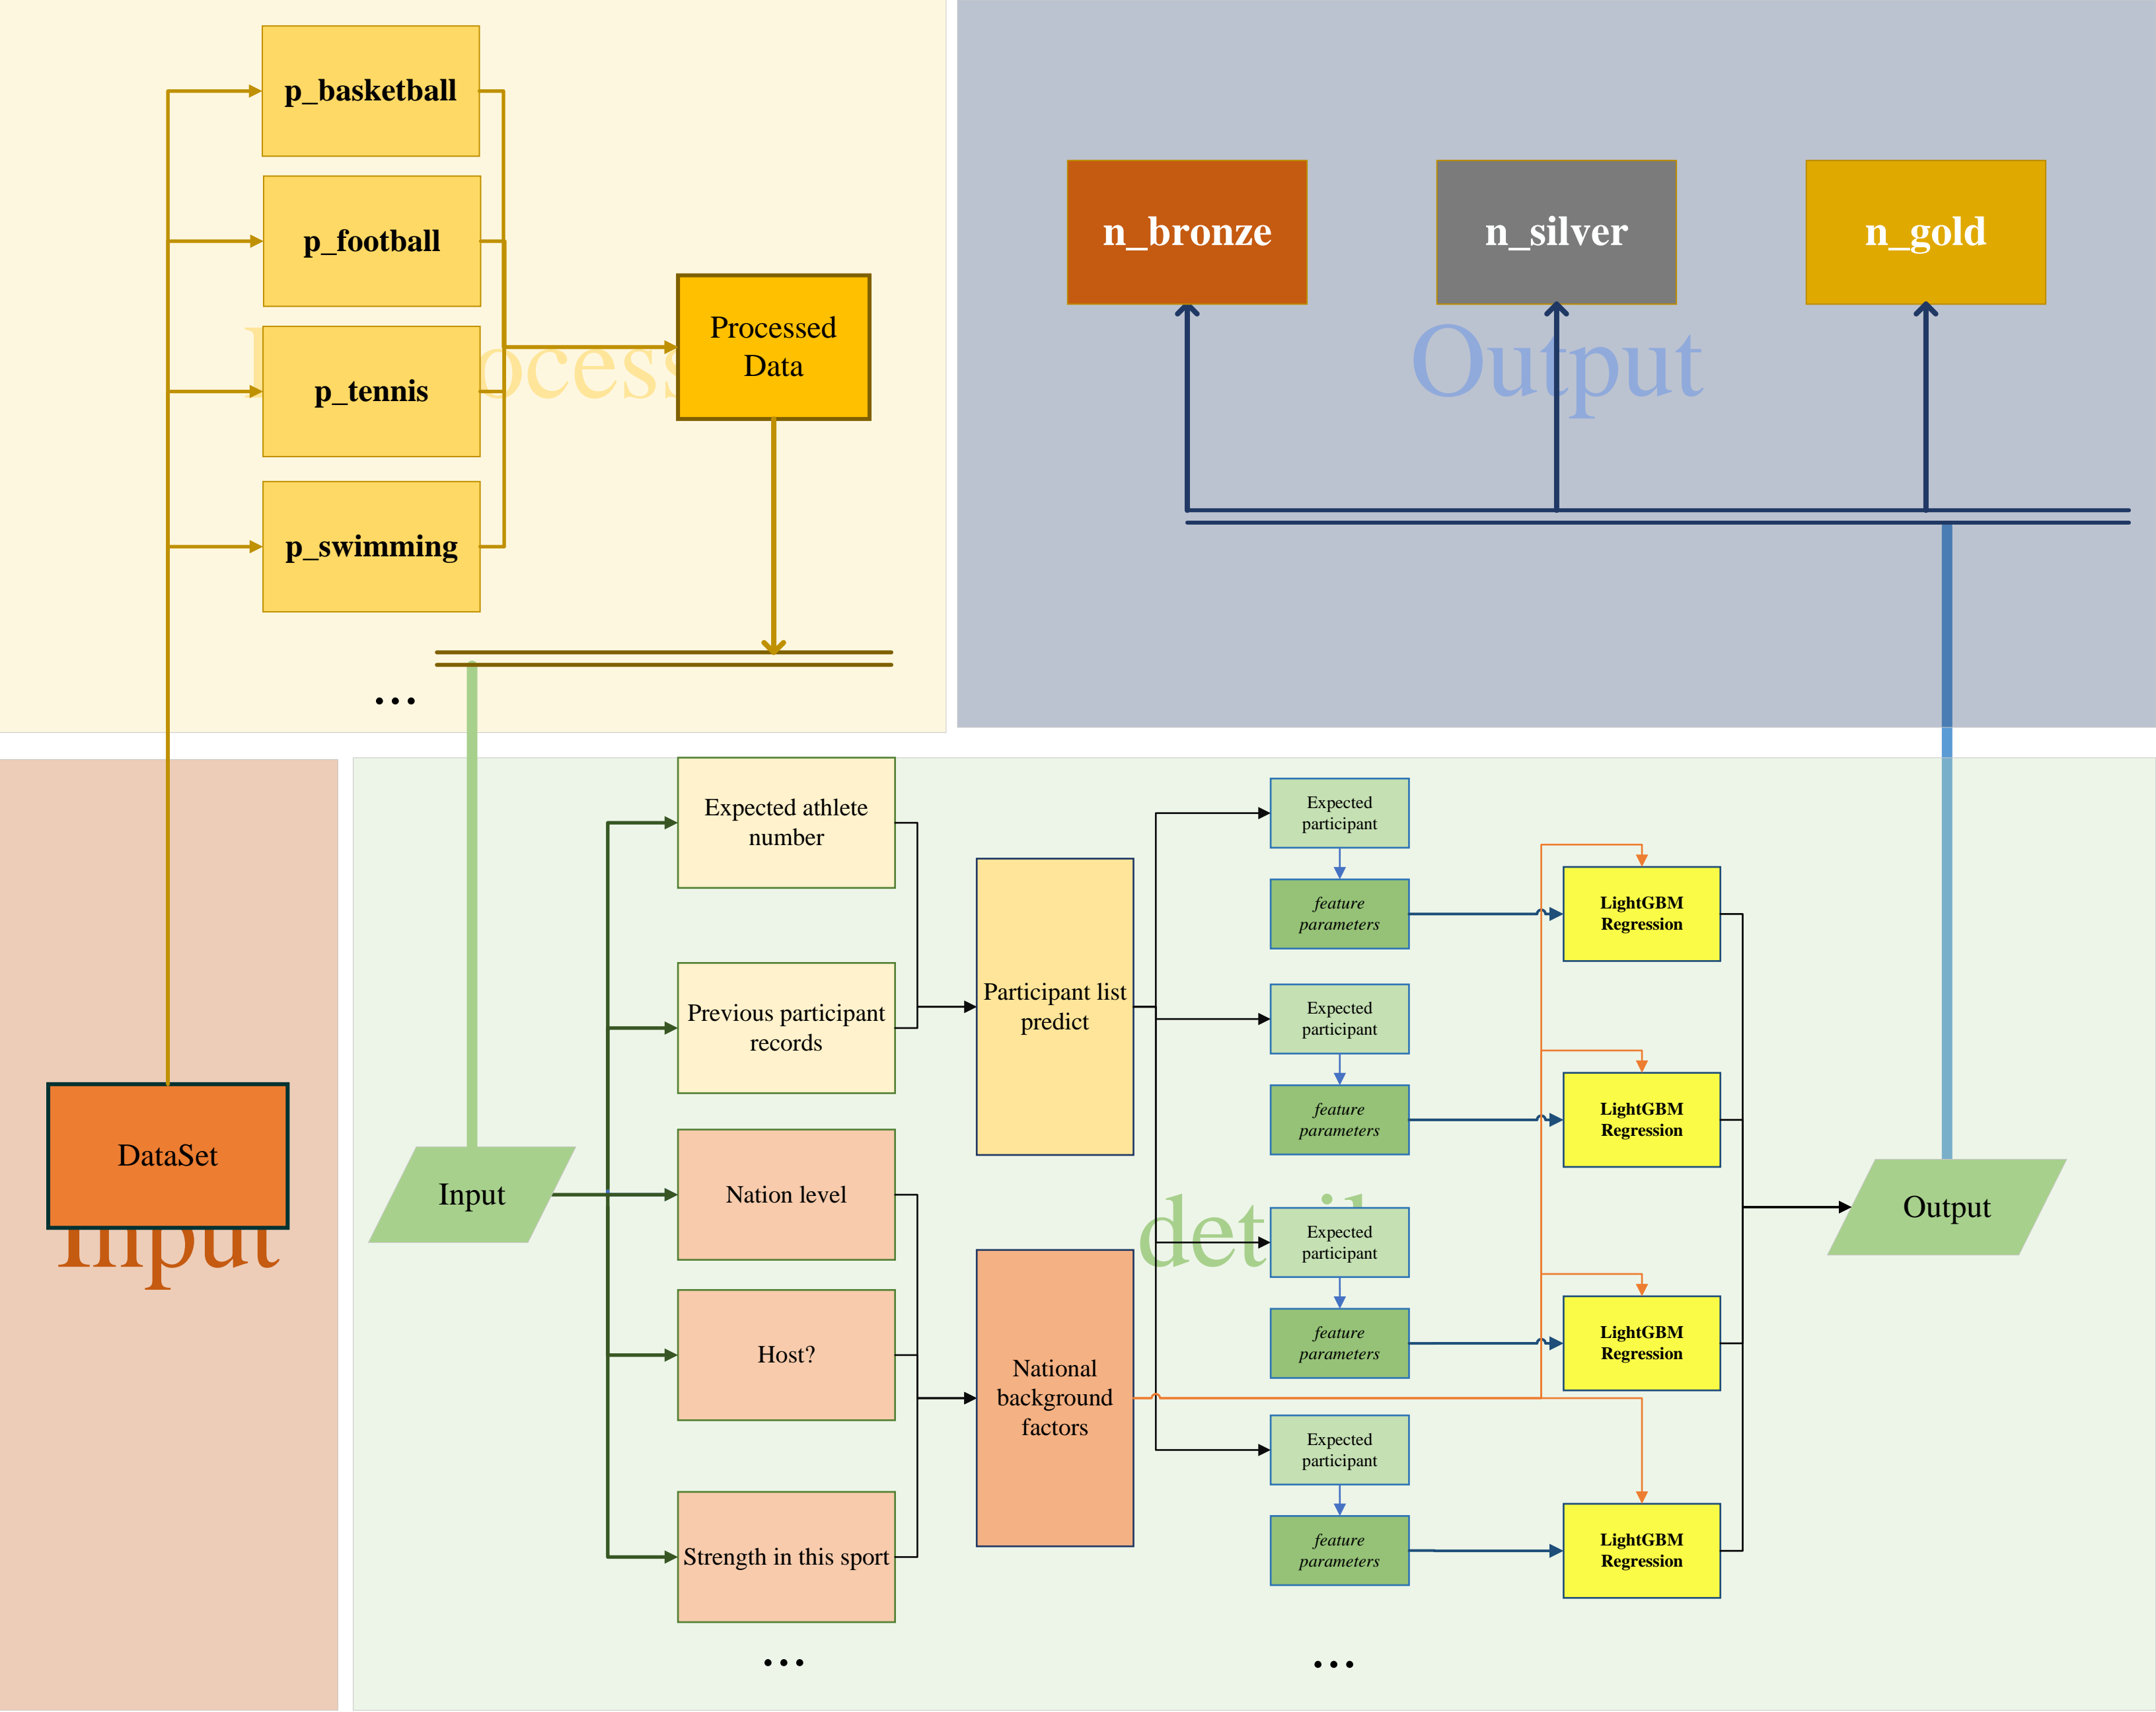 p_basketball
p_football
p_tennis
p_swimming
Processed
Data
...
n_bronze
n_silver
n_gold
Output
DataSet
Input
Input
Expected athlete
number
Previous participant
records
Nation level
Host?
Strength in this sport
...
Participant list
predict
National
background
factors
Expected
participant
feature
parameters
Expected
participant
feature
parameters
Expected
participant
feature
parameters
Expected
participant
feature
parameters
...
LightGBM
Regression
LightGBM
Regression
LightGBM
Regression
LightGBM
Regression
Output